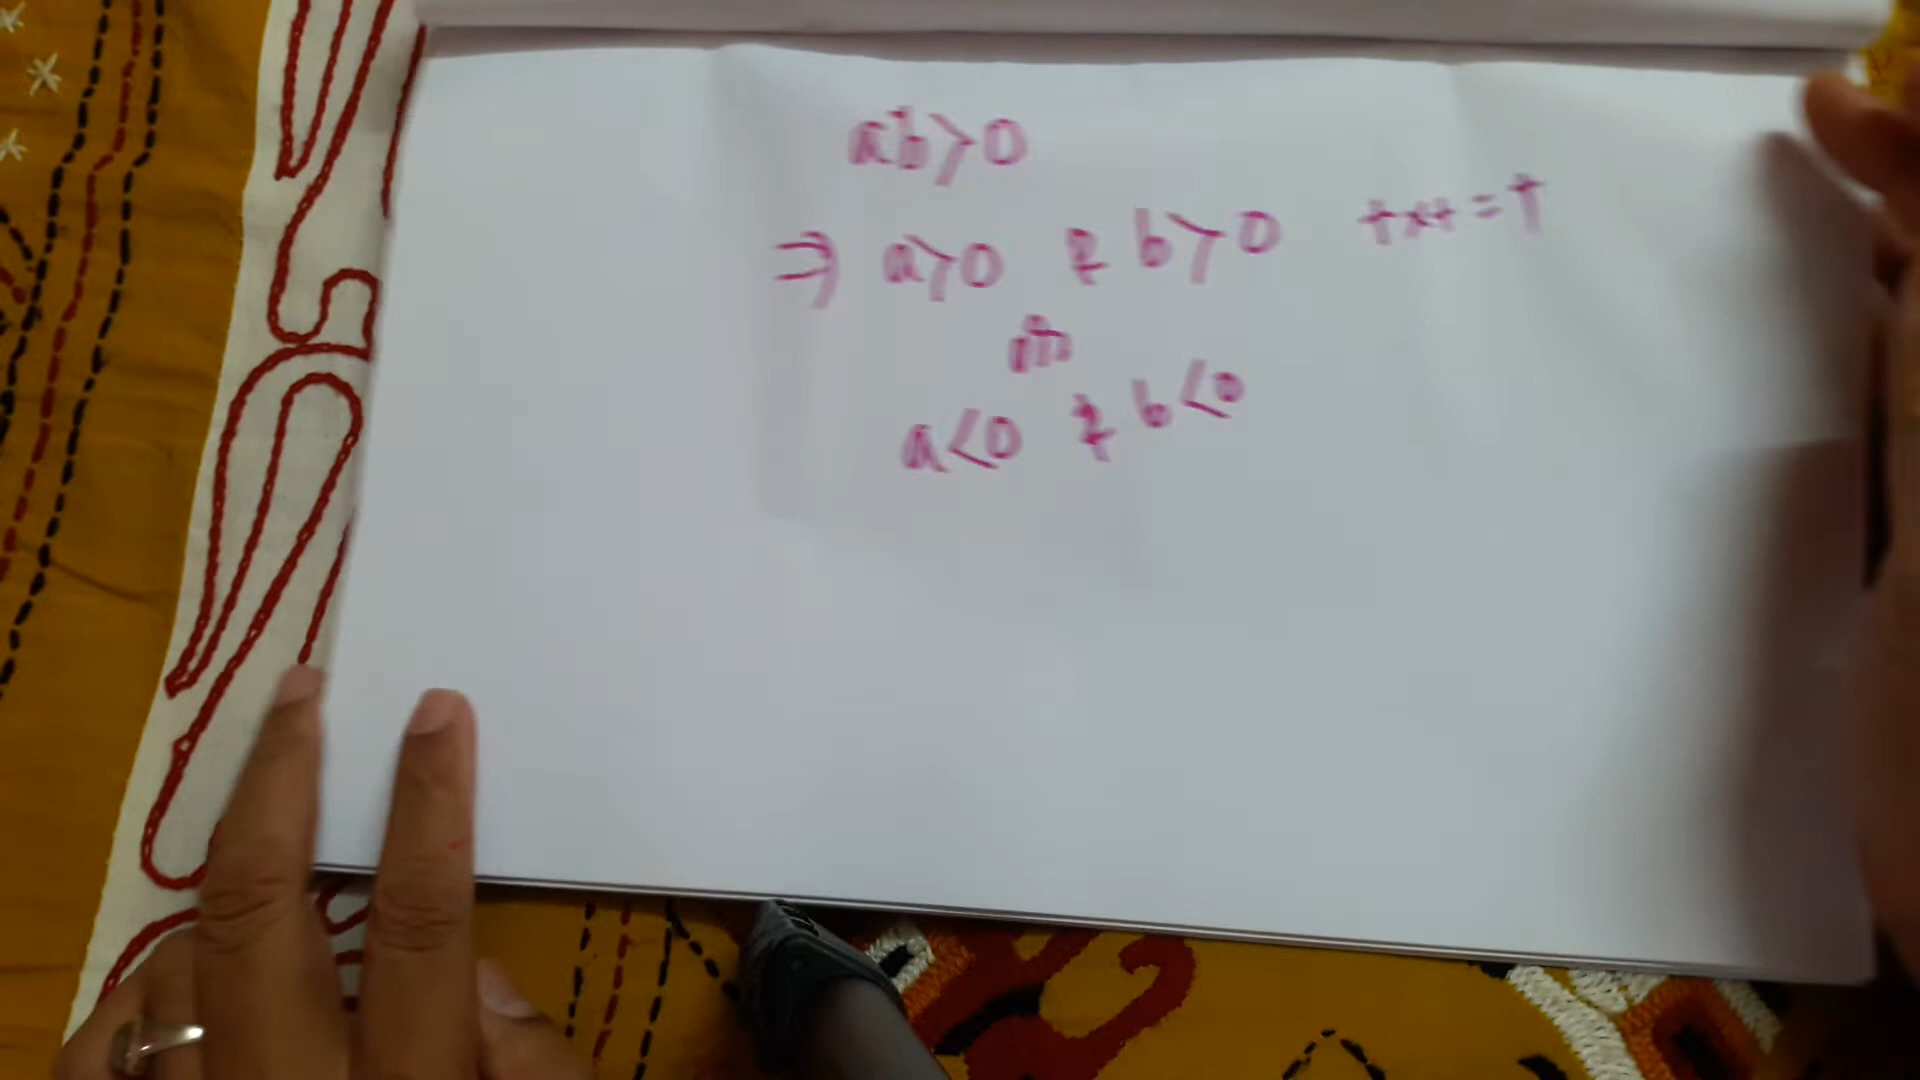 ab>0
⇒ a>0 & b>0 +x+=+
or
a<0 & b<0